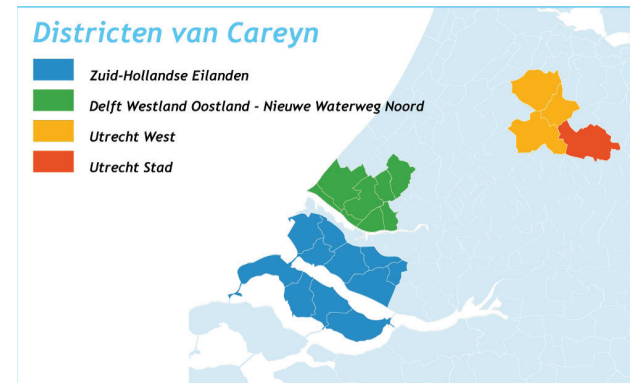 Districten van Careyn
Zuid-Hollandse Eilanden
Delft Westland Oostland - Nieuwe Waterweg Noord
Utrecht West
Utrecht Stad